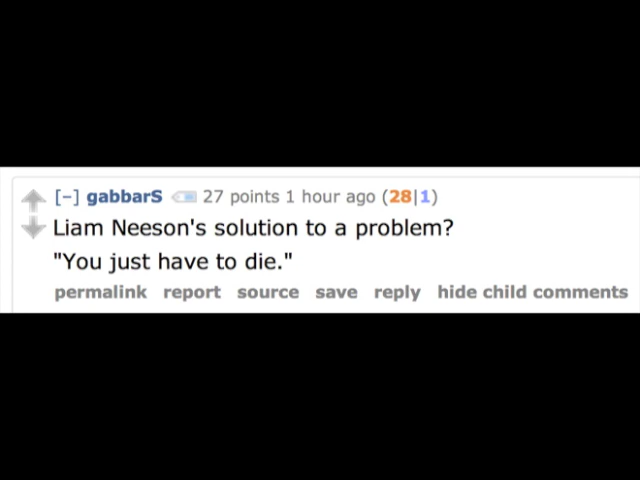 [–] gabbarS 27 points 1 hour ago (28|1)
Liam Neeson's solution to a problem?
"You just have to die."
permalink report source save reply hide child comments